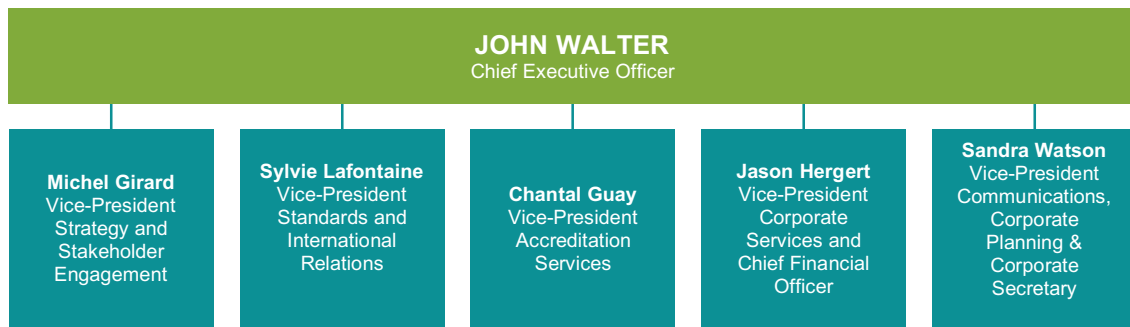 JOHN WALTER
Chief Executive Officer
Michel Girard
Vice-President
Strategy and
Stakeholder
Engagement
Sylvie Lafontaine
Vice-President
Standards and
International
Relations
Chantal Guay
Vice-President
Accreditation
Services
Jason Hergert
Vice-President
Corporate
Services and
Chief Financial
Officer
Sandra Watson
Vice-President
Communications,
Corporate
Planning &
Corporate
Secretary